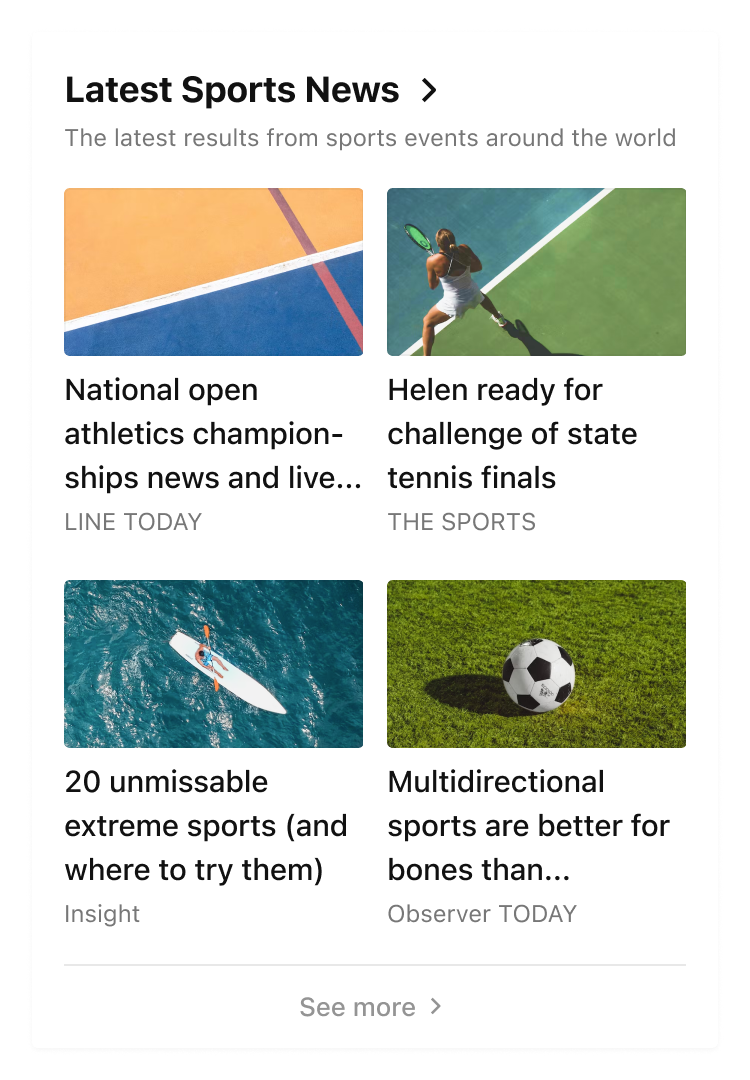 Latest Sports News
The latest results from sports events around the world
National open
athletics champion-
ships news and live...
LINE TODAY
Helen ready for
challenge of state
tennis finals
THE SPORTS
20 unmissable
extreme sports (and
where to try them)
Insight
Multidirectional
sports are better for
bones than...
Observer TODAY
See more